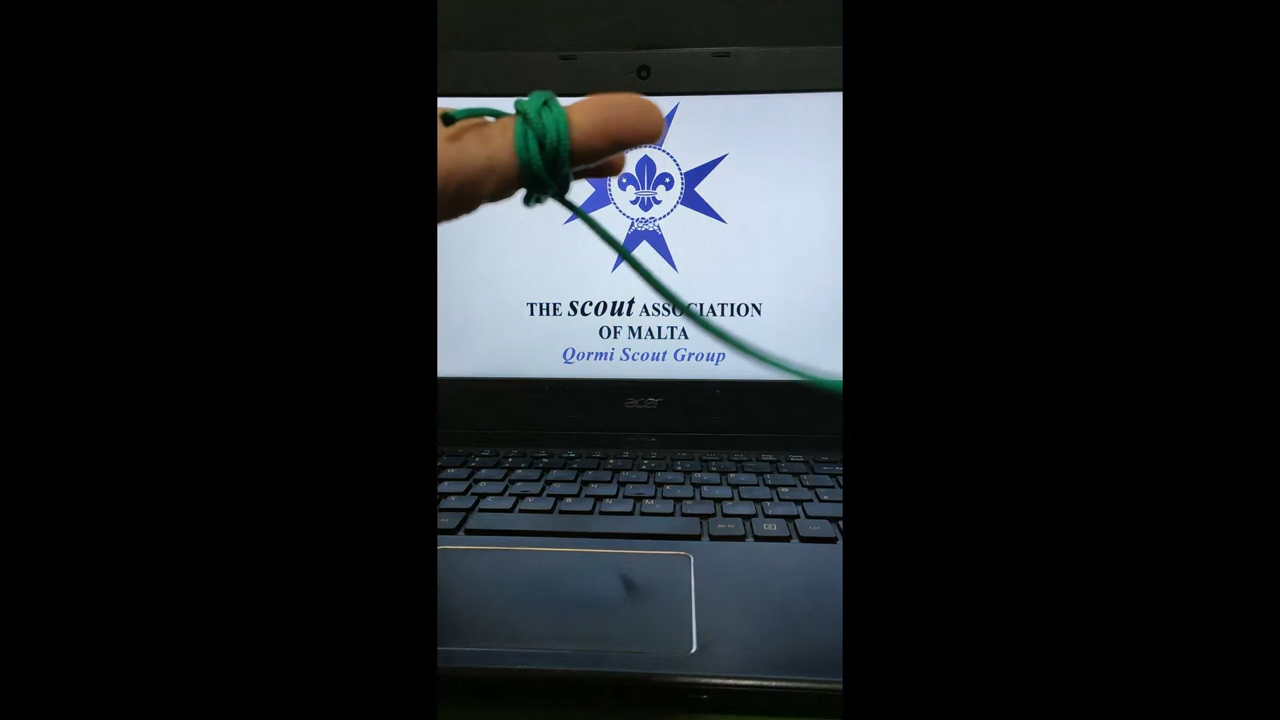 THE scout ASSOCIATION
OF MALTA
Qormi Scout Group
acer